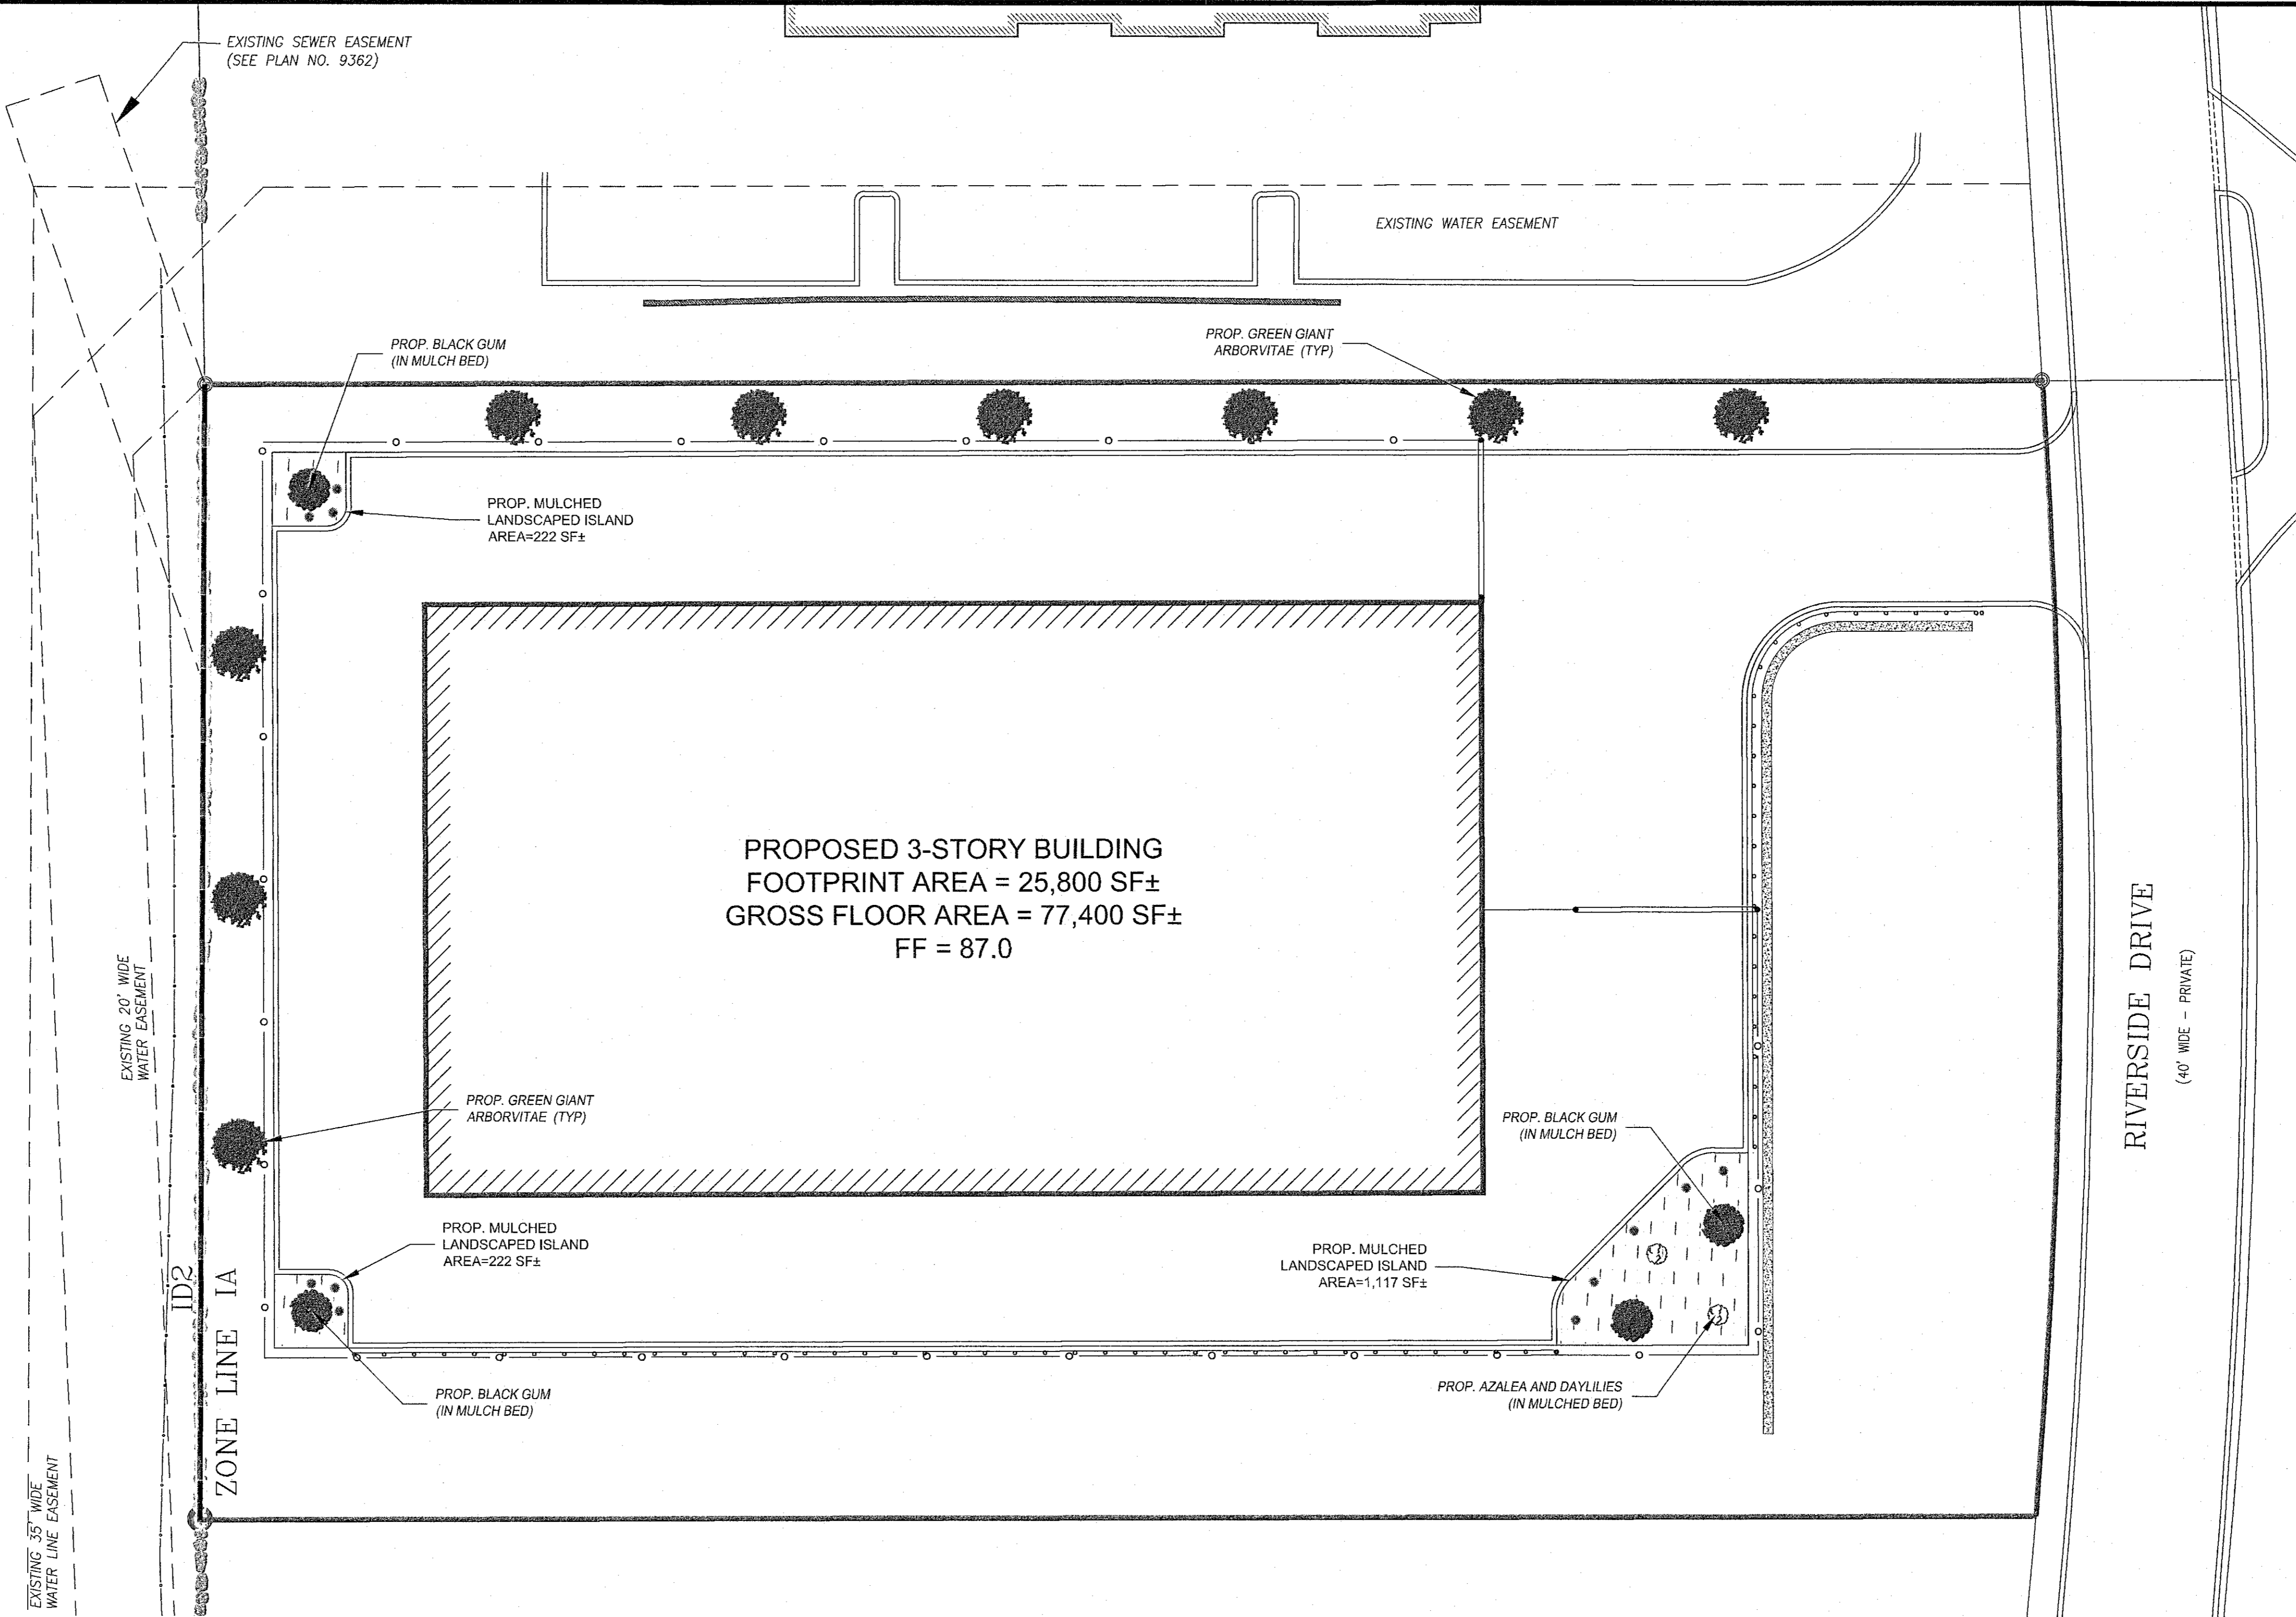 EXISTING SEWER EASEMENT
(SEE PLAN NO. 9362)
EXISTING WATER EASEMENT
PROP. BLACK GUM
(IN MULCH BED)
PROP. GREEN GIANT
ARBORVITAE (TYP)
PROP. MULCHED
LANDSCAPED ISLAND
AREA=222 SF±
PROPOSED 3-STORY BUILDING
FOOTPRINT AREA = 25,800 SF±
GROSS FLOOR AREA = 77,400 SF±
FF = 87.0
EXISTING 20' WIDE
WATER EASEMENT
RIVERSIDE DRIVE
(40' WIDE - PRIVATE)
PROP. GREEN GIANT
ARBORVITAE (TYP)
PROP. BLACK GUM
(IN MULCH BED)
PROP. MULCHED
LANDSCAPED ISLAND
AREA=222 SF±
PROP. MULCHED
LANDSCAPED ISLAND
AREA=1,117 SF±
ID2
ZONE LINE IA
PROP. BLACK GUM
(IN MULCH BED)
PROP. AZALEA AND DAYLILIES
(IN MULCHED BED)
EXISTING 35' WIDE
WATER LINE EASEMENT